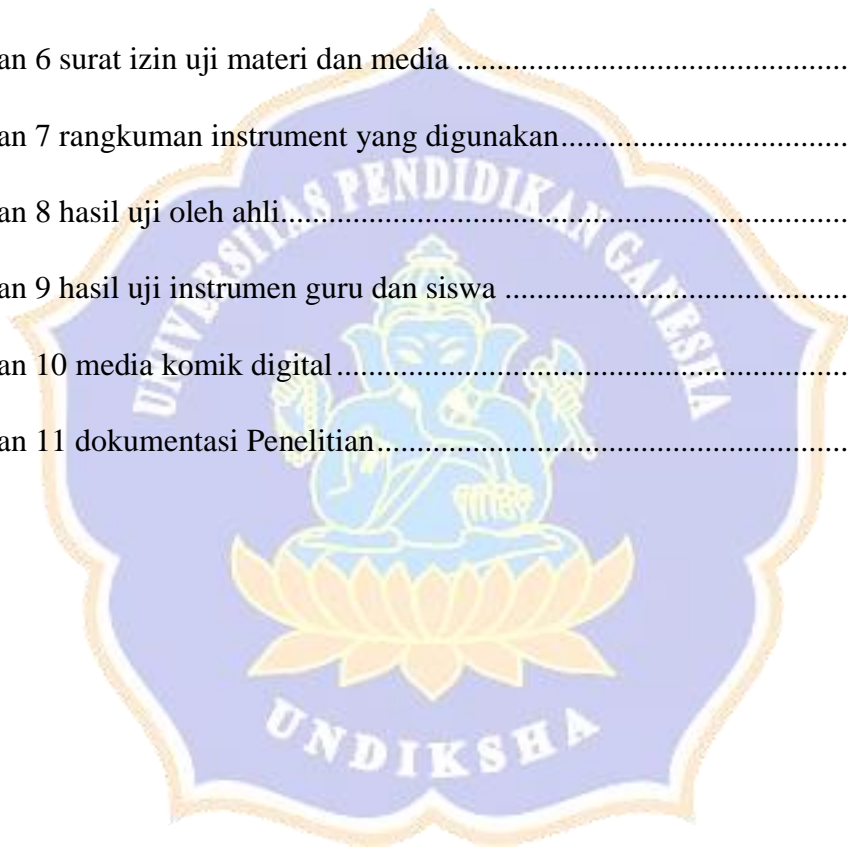 an 6 surat izin uji materi dan media ................................................
an 7 rangkuman instrument yang digunakan...................................
an 8 hasil uji oleh ahli......................................................................
an 9 hasil uji instrumen guru dan siswa ..........................................
an 10 media komik digital................................................................
an 11 dokumentasi Penelitian...........................................................
UNIVERSITAS PENDIDIKAN GANESHA
UNDIKSHA